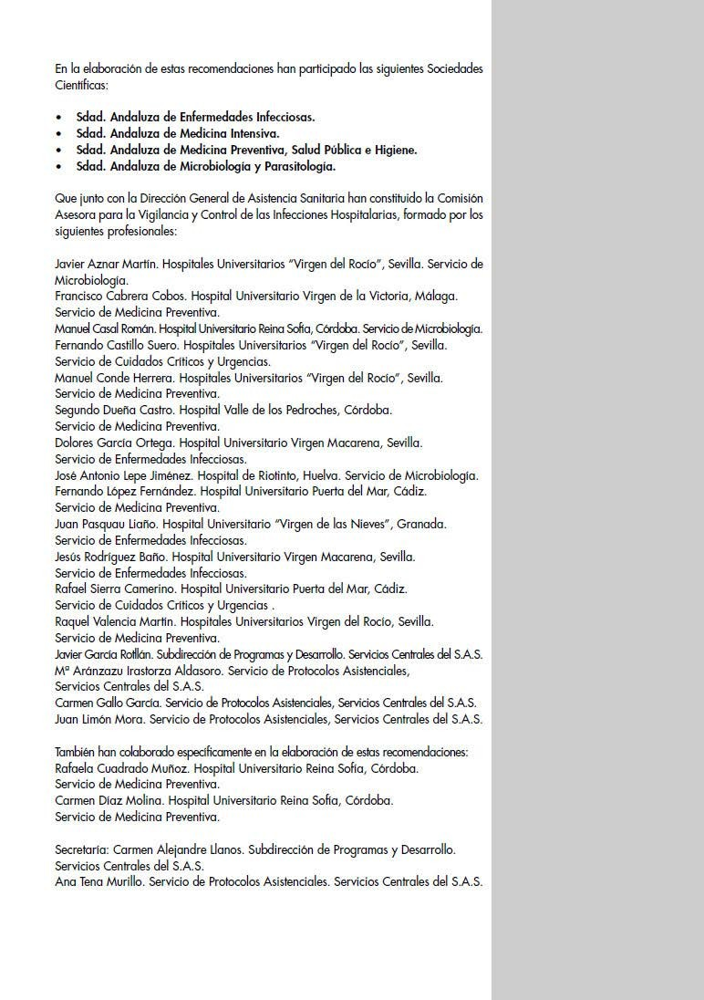 En la elaboración de estas recomendaciones han participado las siguientes Sociedades
Científicas:
• Sdad. Andaluza de Enfermedades Infecciosas.
• Sdad. Andaluza de Medicina Intensiva.
• Sdad. Andaluza de Medicina Preventiva, Salud Pública e Higiene.
• Sdad. Andaluza de Microbiología y Parasitología.
Que junto con la Dirección General de Asistencia Sanitaria han constituido la Comisión
Asesora para la Vigilancia y Control de las Infecciones Hospitalarias, formado por los
siguientes profesionales:
Javier Aznar Martín. Hospitales Universitarios “Virgen del Rocío”, Sevilla. Servicio de
Microbiología.
Francisco Cabrera Cobos. Hospital Universitario Virgen de la Victoria, Málaga.
Servicio de Medicina Preventiva.
Manuel Casal Román. Hospital Universitario Reina Sofía, Córdoba. Servicio de Microbiología.
Fernando Castillo Suero. Hospitales Universitarios “Virgen del Rocío”, Sevilla.
Servicio de Cuidados Críticos y Urgencias.
Manuel Conde Herrera. Hospitales Universitarios “Virgen del Rocío”, Sevilla.
Servicio de Medicina Preventiva.
Segundo Dueña Castro. Hospital Valle de los Pedroches, Córdoba.
Servicio de Medicina Preventiva.
Dolores García Ortega. Hospital Universitario Virgen Macarena, Sevilla.
Servicio de Enfermedades Infecciosas.
José Antonio Lepe Jiménez. Hospital de Riotinto, Huelva. Servicio de Microbiología.
Fernando López Fernández. Hospital Universitario Puerta del Mar, Cádiz.
Servicio de Medicina Preventiva.
Juan Pasquau Liaño. Hospital Universitario “Virgen de las Nieves”, Granada.
Servicio de Enfermedades Infecciosas.
Jesús Rodríguez Baño. Hospital Universitario Virgen Macarena, Sevilla.
Servicio de Enfermedades Infecciosas.
Rafael Sierra Camerino. Hospital Universitario Puerta del Mar, Cádiz.
Servicio de Cuidados Críticos y Urgencias .
Raquel Valencia Martín. Hospitales Universitarios Virgen del Rocío, Sevilla.
Servicio de Medicina Preventiva.
Javier García Rotllán. Subdirección de Programas y Desarrollo. Servicios Centrales del S.A.S.
Mª Aránzazu Irastorza Aldasoro. Servicio de Protocolos Asistenciales,
Servicios Centrales del S.A.S.
Carmen Gallo García. Servicio de Protocolos Asistenciales, Servicios Centrales del S.A.S.
Juan Limón Mora. Servicio de Protocolos Asistenciales, Servicios Centrales del S.A.S.
También han colaborado específicamente en la elaboración de estas recomendaciones:
Rafaela Cuadrado Muñoz. Hospital Universitario Reina Sofía, Córdoba.
Servicio de Medicina Preventiva.
Carmen Díaz Molina. Hospital Universitario Reina Sofía, Córdoba.
Servicio de Medicina Preventiva.
Secretaría: Carmen Alejandre Llanos. Subdirección de Programas y Desarrollo.
Servicios Centrales del S.A.S.
Ana Tena Murillo. Servicio de Protocolos Asistenciales. Servicios Centrales del S.A.S.